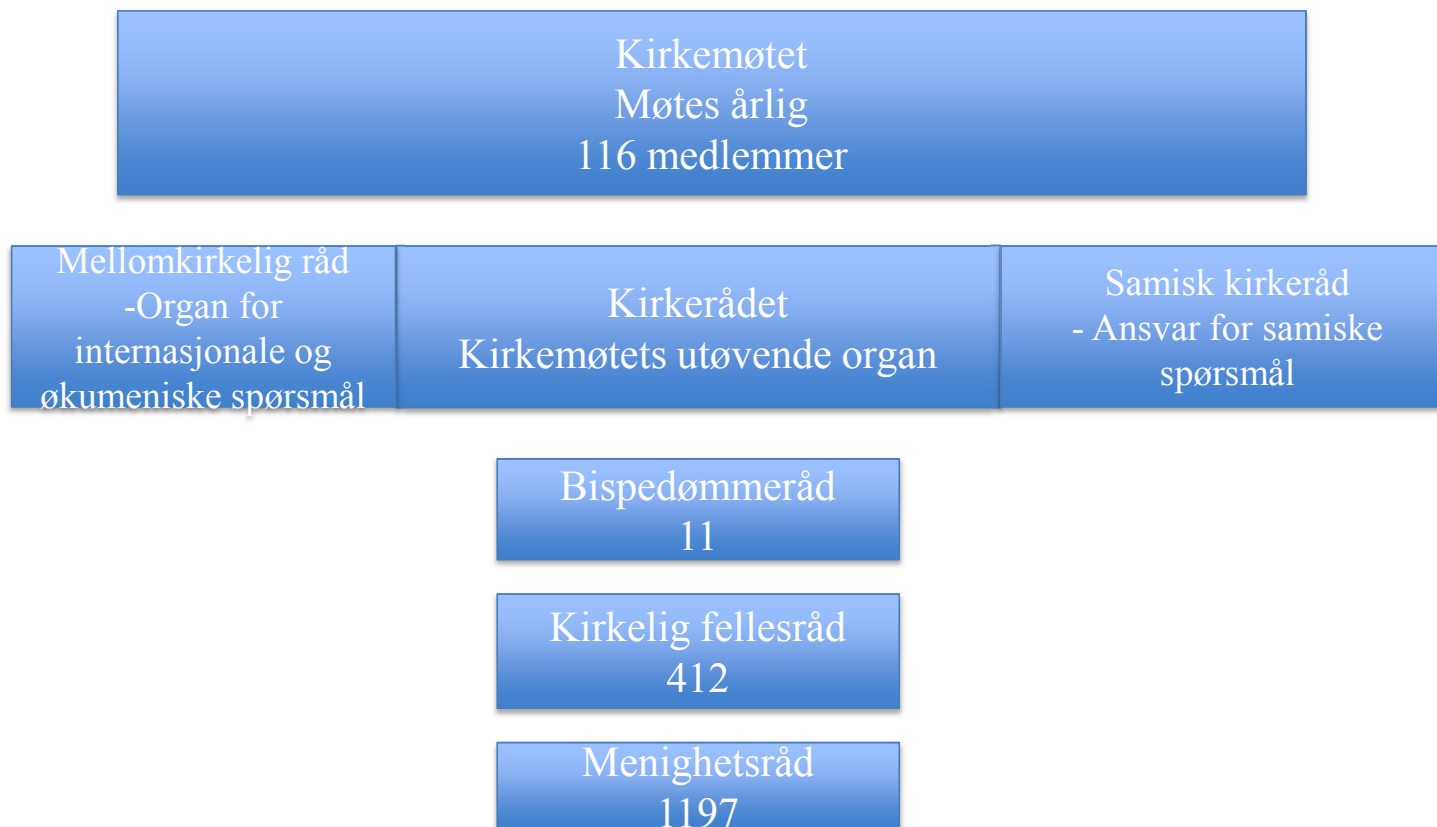 Kirkemøtet
Møtes årlig
116 medlemmer
Mellomkirkelig råd
-Organ for
internasjonale og
økumeniske spørsmål
Kirkerådet
Kirkemøtets utøvende organ
Samisk kirkeråd
- Ansvar for samiske
spørsmål
Bispedømmeråd
11
Kirkelig fellesråd
412
Menighetsråd
1197